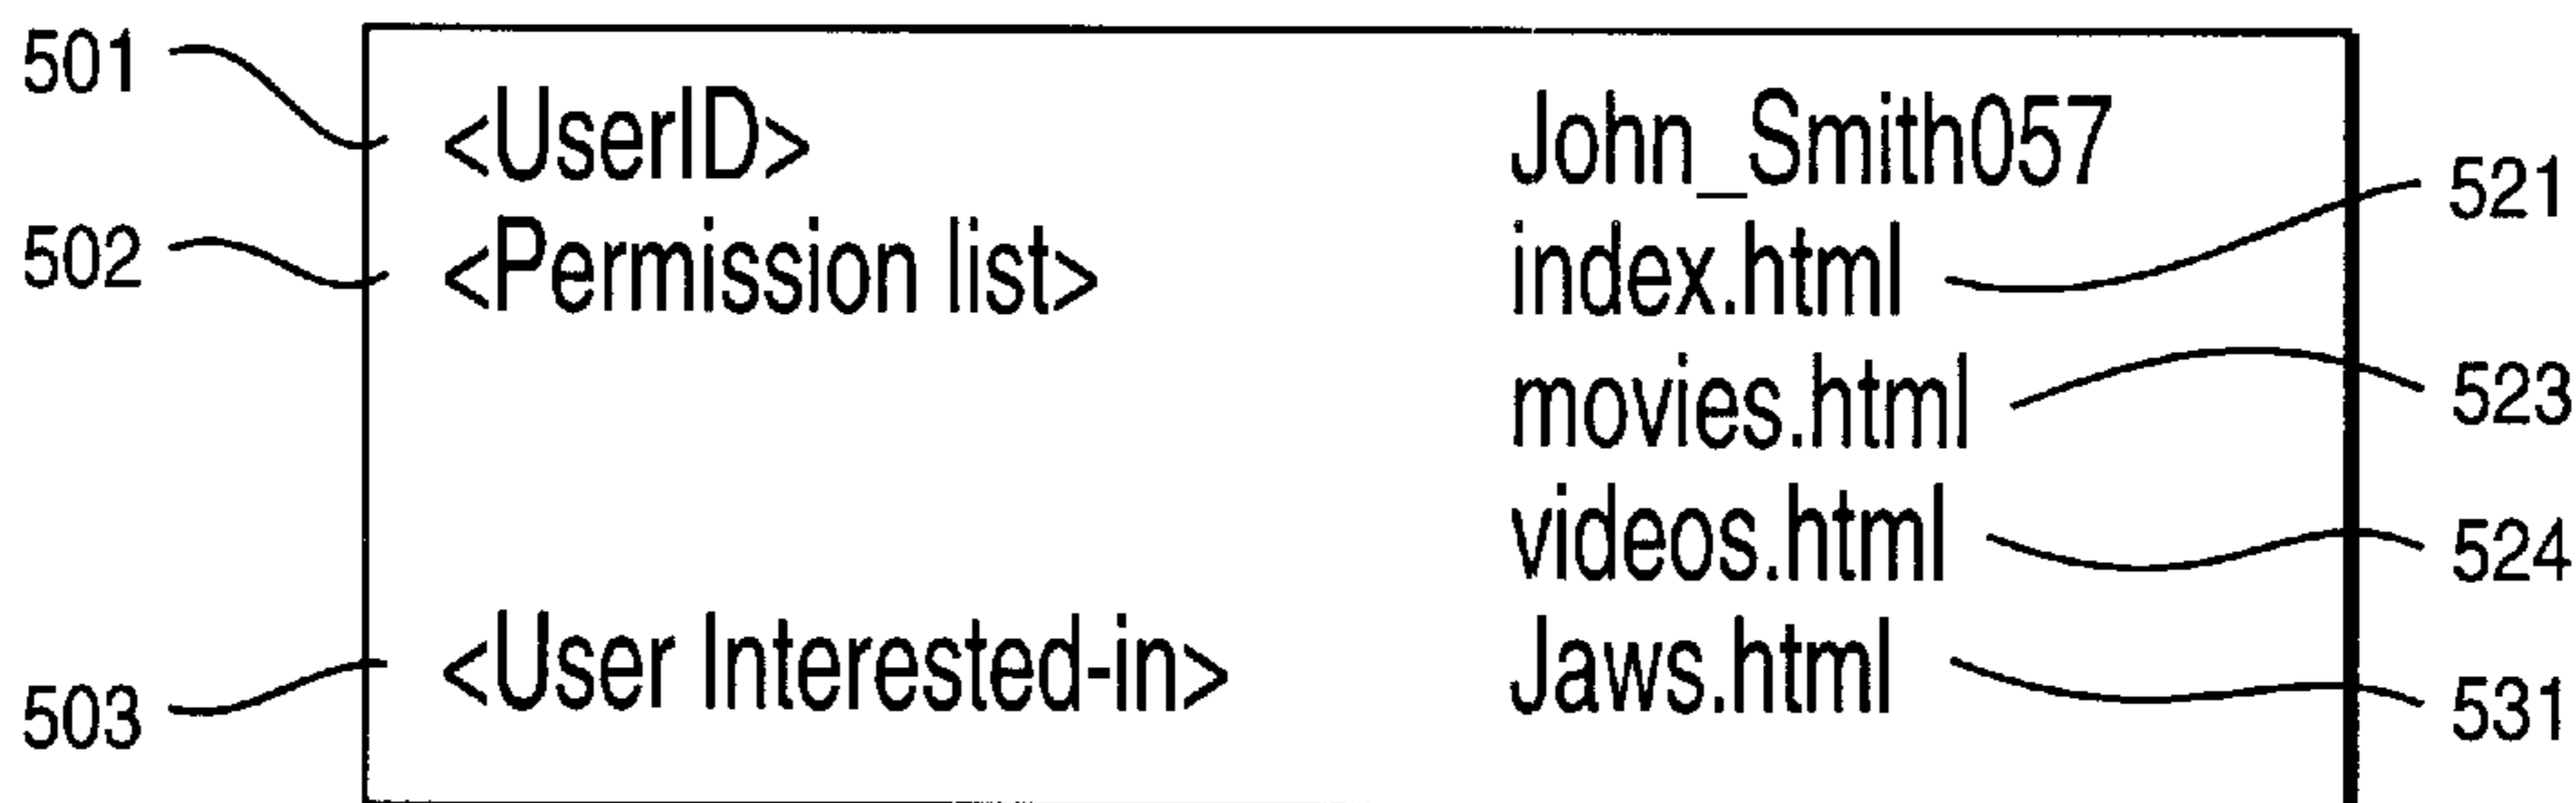 501 <UserID> John_Smith057
502 <Permission list> index.html 521
movies.html 523
videos.html 524
503 <User Interested-in> Jaws.html 531